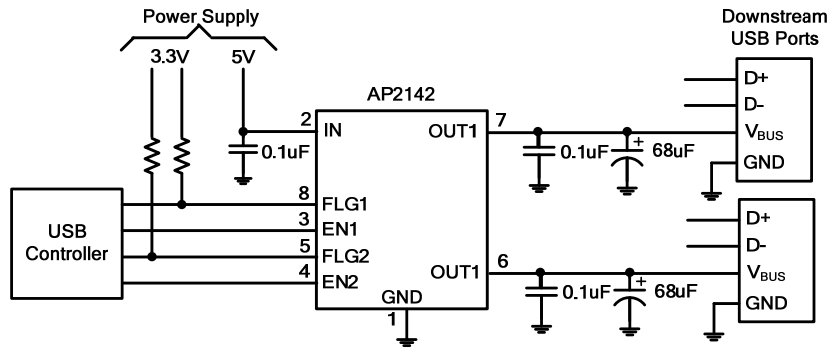 Power Supply
3.3V
5V
Downstream
USB Ports
AP2142
2
IN
0.1uF
OUT1
7
0.1uF
68uF
+
D+
D-
VBUS
GND
USB
Controller
8
FLG1
3
EN1
5
FLG2
4
EN2
GND
1
OUT1
6
0.1uF
68uF
+
D+
D-
VBUS
GND